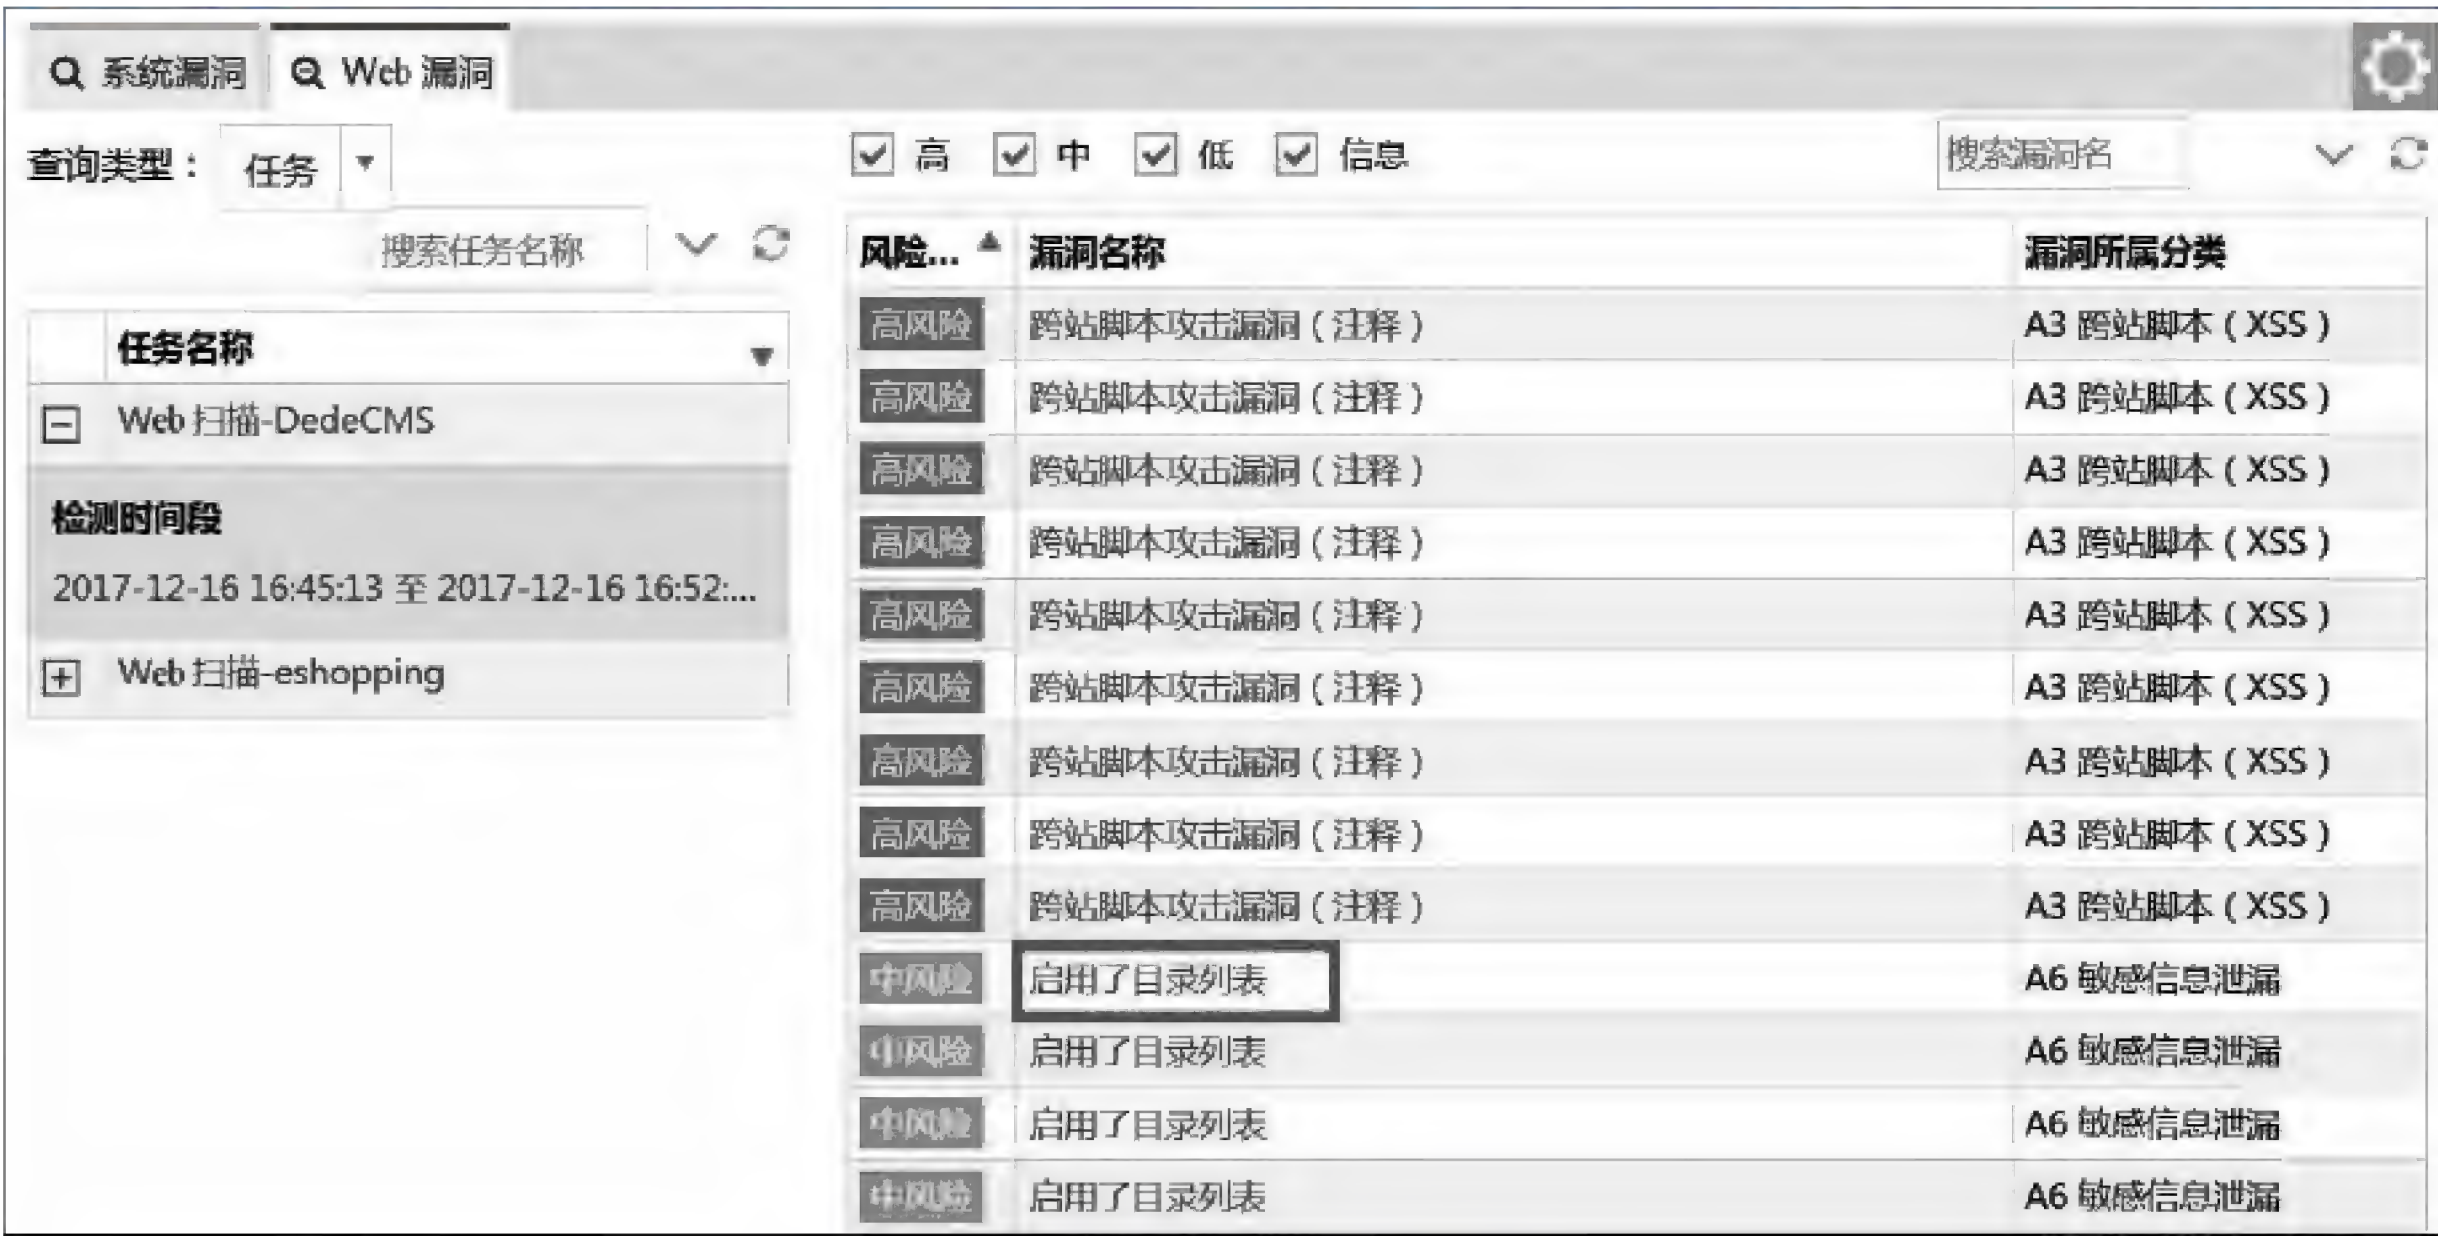 系统漏洞 Web 漏洞
查询类型： 任务
搜索任务名称
任务名称
Web 扫描-DedeCMS
检测时间段
2017-12-16 16:45:13 至 2017-12-16 16:52:...
Web 扫描-eshopping
高 中 低 信息 搜索漏洞名
风险... 漏洞名称 漏洞所属分类
高风险 跨站脚本攻击漏洞（注释） A3 跨站脚本（XSS）
高风险 跨站脚本攻击漏洞（注释） A3 跨站脚本（XSS）
高风险 跨站脚本攻击漏洞（注释） A3 跨站脚本（XSS）
高风险 跨站脚本攻击漏洞（注释） A3 跨站脚本（XSS）
高风险 跨站脚本攻击漏洞（注释） A3 跨站脚本（XSS）
高风险 跨站脚本攻击漏洞（注释） A3 跨站脚本（XSS）
高风险 跨站脚本攻击漏洞（注释） A3 跨站脚本（XSS）
高风险 跨站脚本攻击漏洞（注释） A3 跨站脚本（XSS）
高风险 跨站脚本攻击漏洞（注释） A3 跨站脚本（XSS）
中风险 启用了目录列表 A6 敏感信息泄漏
中风险 启用了目录列表 A6 敏感信息泄漏
中风险 启用了目录列表 A6 敏感信息泄漏
中风险 启用了目录列表 A6 敏感信息泄漏